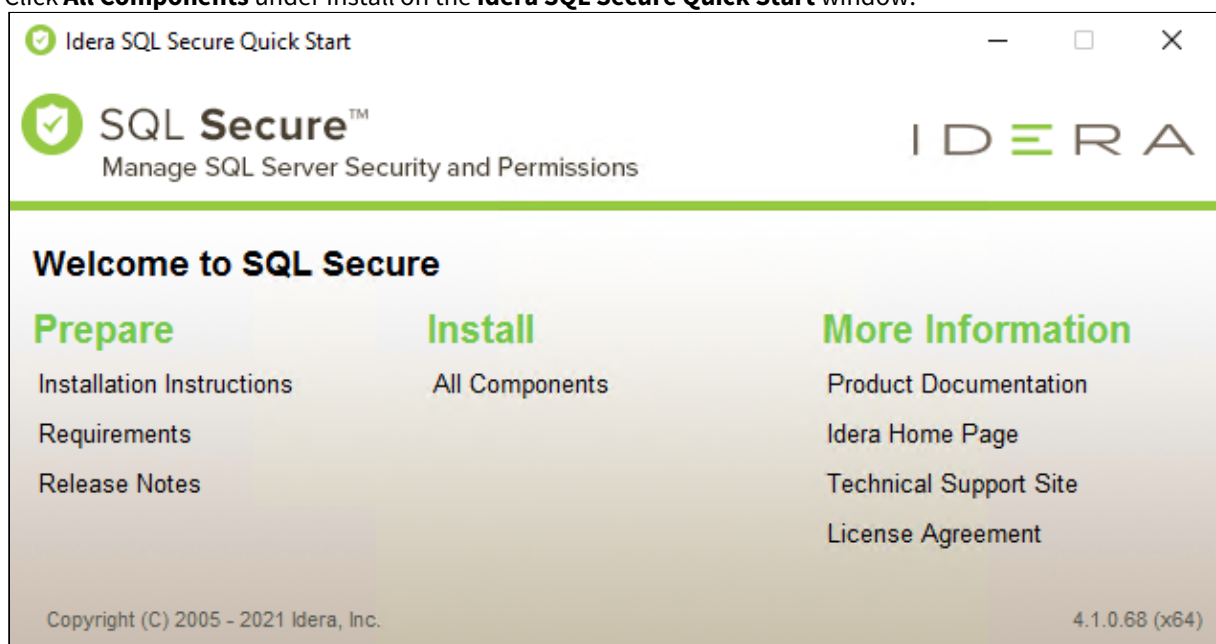 Click All Components under Install on the Idera SQL Secure Quick Start window.
Idera SQL Secure Quick Start
SQL Secure™
Manage SQL Server Security and Permissions
IDERA
Welcome to SQL Secure
Prepare
Installation Instructions
Requirements
Release Notes
Install
All Components
More Information
Product Documentation
Idera Home Page
Technical Support Site
License Agreement
Copyright (C) 2005 - 2021 Idera, Inc.
4.1.0.68 (x64)